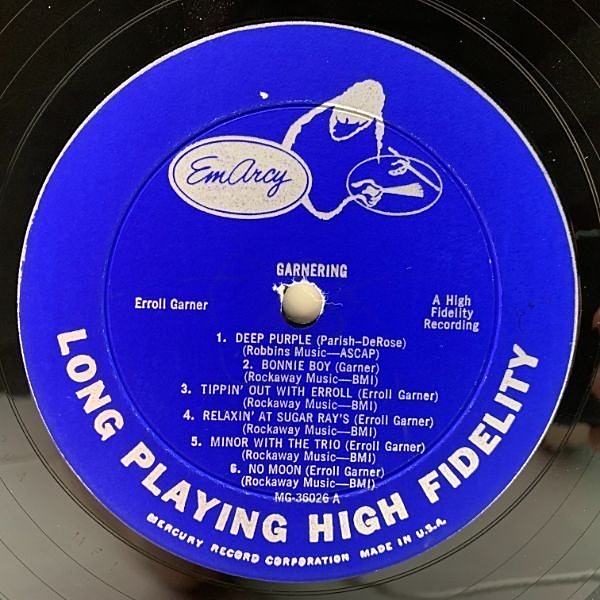 EmArcy
GARNERING
Erroll Garner
A High
Fidelity
Recording
1. DEEP PURPLE (Parish-DeRose)
(Robbins Music—ASCAP)
2. BONNIE BOY (Garner)
(Rockaway Music—BMI)
3. TIPPIN' OUT WITH ERROLL (Erroll Garner)
(Rockaway Music—BMI)
4. RELAXIN' AT SUGAR RAY'S (Erroll Garner)
(Rockaway Music—BMI)
5. MINOR WITH THE TRIO (Erroll Garner)
(Rockaway Music—BMI)
6. NO MOON (Erroll Garner)
(Rockaway Music—BMI)
MG-36026 A
LONG PLAYING HIGH FIDELITY
MERCURY RECORD CORPORATION MADE IN U.S.A.